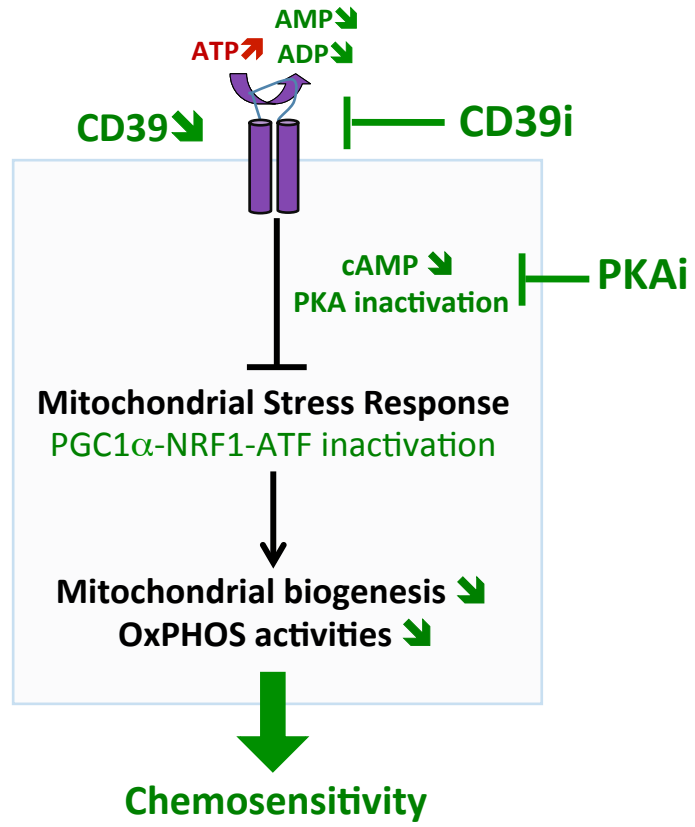 AMP
ATP ADP
CD39 CD39i
cAMP
PKA inactivation PKAi
Mitochondrial Stress Response
PGC1α-NRF1-ATF inactivation
Mitochondrial biogenesis
OxPHOS activities
Chemosensitivity